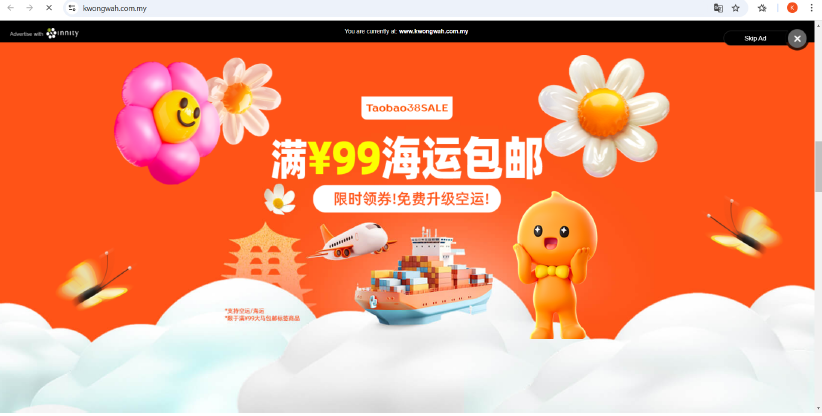 kwongwah.com.my
K
Advertise with innity
You are currently at: www.kwongwah.com.my
Skip Ad
Taobao38SALE
满¥99海运包邮
限时领券!免费升级空运!
*支持空运/海运
*限于满¥99大马包邮标签商品